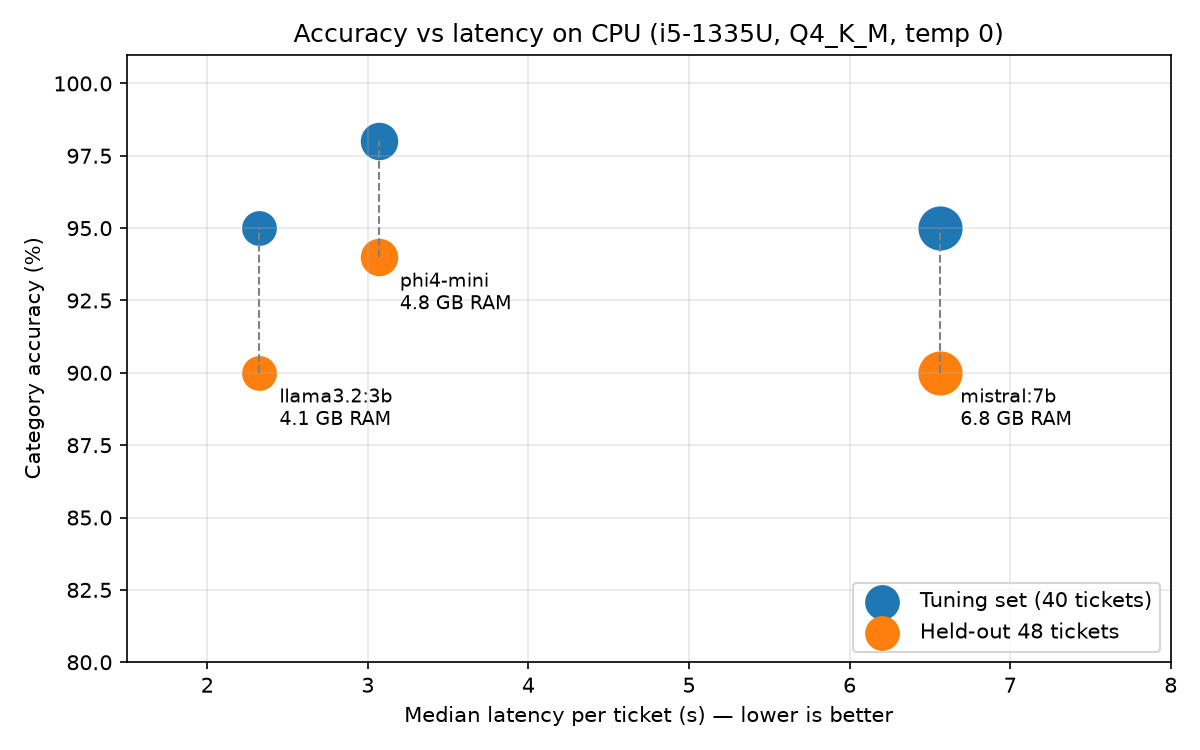 Accuracy vs latency on CPU (i5-1335U, Q4_K_M, temp 0)
Category accuracy (%)
100.0
97.5
95.0
92.5
90.0
87.5
85.0
82.5
80.0
phi4-mini
4.8 GB RAM
llama3.2:3b
4.1 GB RAM
mistral:7b
6.8 GB RAM
Tuning set (40 tickets)
Held-out 48 tickets
2
3
4
5
6
7
8
Median latency per ticket (s) — lower is better